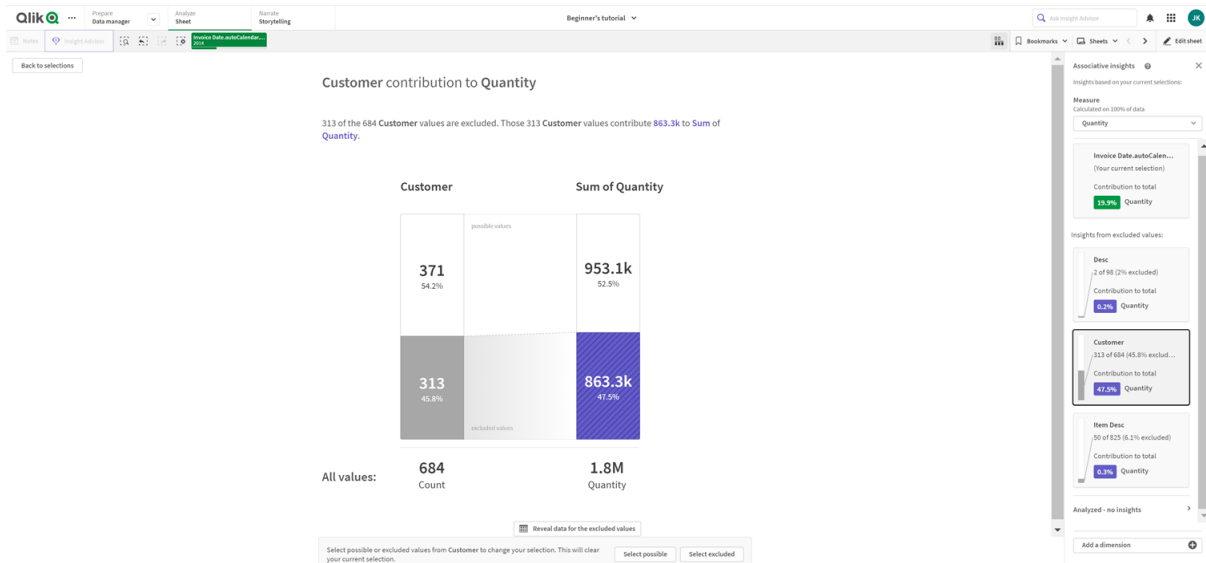 Qlik
Prepare
Data manager
Analyze
Sheet
Narrate
Storytelling
Beginner's tutorial
Ask Insight Advisor
JK
Notes
Insight Advisor
Invoice Date.autoCalendar....
2014
Bookmarks
Sheets
Edit sheet
Back to selections
Customer contribution to Quantity
313 of the 684 Customer values are excluded. Those 313 Customer values contribute 863.3k to Sum of
Quantity.
Customer
Sum of Quantity
possible values
371
54.2%
953.1k
52.5%
313
45.8%
863.3k
47.5%
excluded values
All values:
684
Count
1.8M
Quantity
Reveal data for the excluded values
Select possible or excluded values from Customer to change your selection. This will clear
your current selection.
Select possible
Select excluded
Associative insights
Insights based on your current selections:
Measure
Calculated on 100% of data
Quantity
Invoice Date.autoCalen...
(Your current selection)
Contribution to total
19.9% Quantity
Insights from excluded values:
Desc
2 of 98 (2% excluded)
Contribution to total
0.2% Quantity
Customer
313 of 684 (45.8% exclud...
Contribution to total
47.5% Quantity
Item Desc
50 of 825 (6.1% excluded)
Contribution to total
0.3% Quantity
Analyzed - no insights
Add a dimension